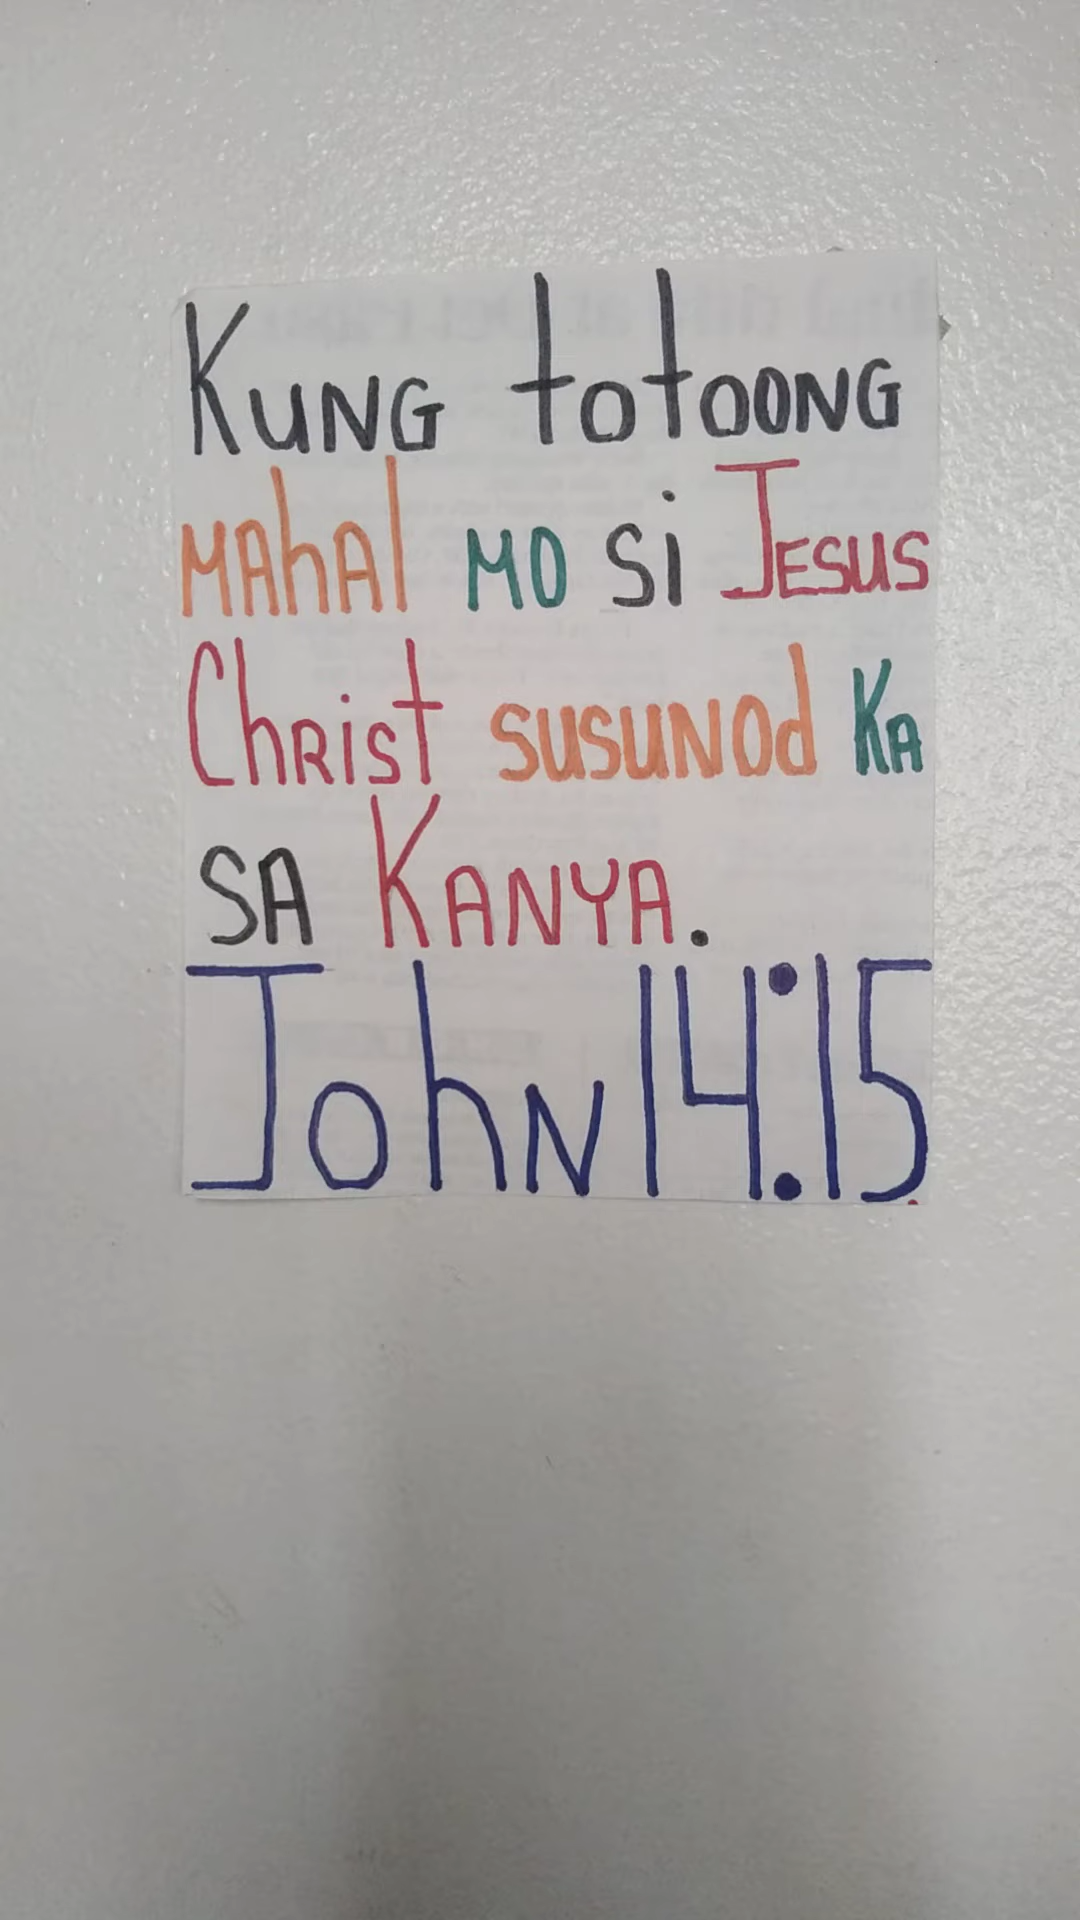 Kung totoong
mahal mo si Jesus
Christ susunod ka
sa Kanya.
John 14:15